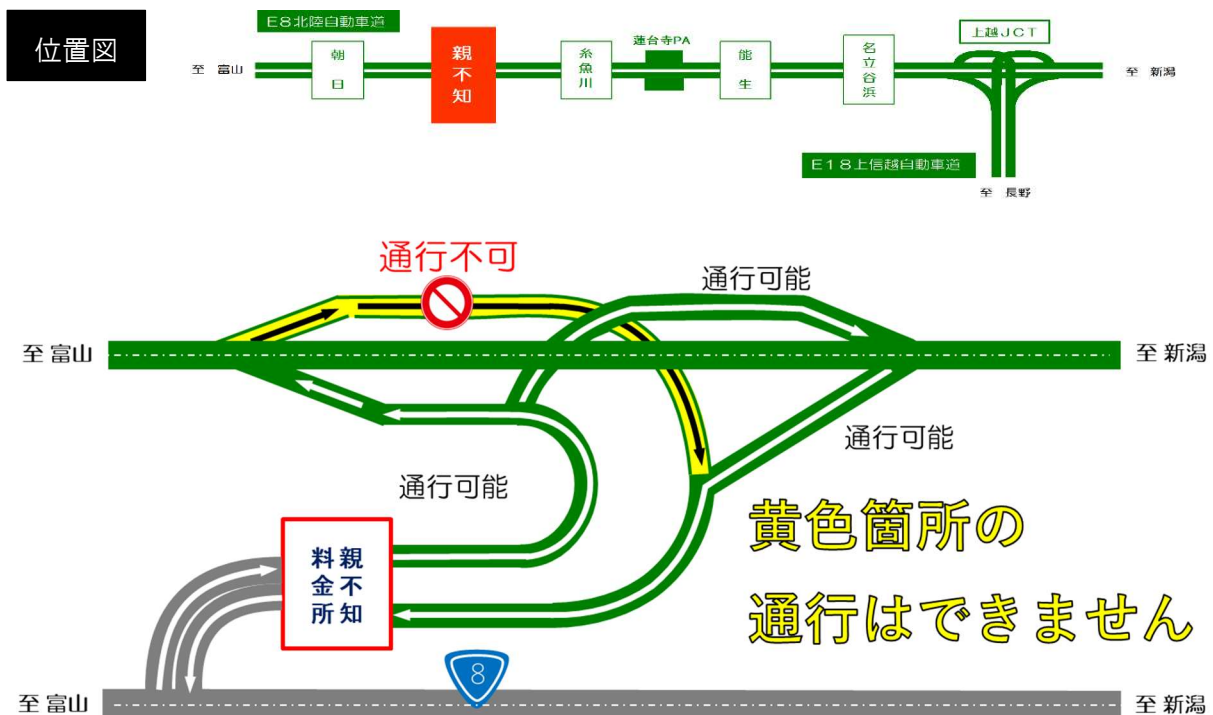 位置図
E8北陸自動車道
至 富山
朝日
親不知
糸魚川
蓮台寺PA
能生
名立谷浜
上越JCT
至 新潟
E18上信越自動車道
至 長野
通行不可
通行可能
至 富山
至 新潟
通行可能
通行可能
黄色箇所の
通行はできません
親不知
料金所
8
至 富山
至 新潟